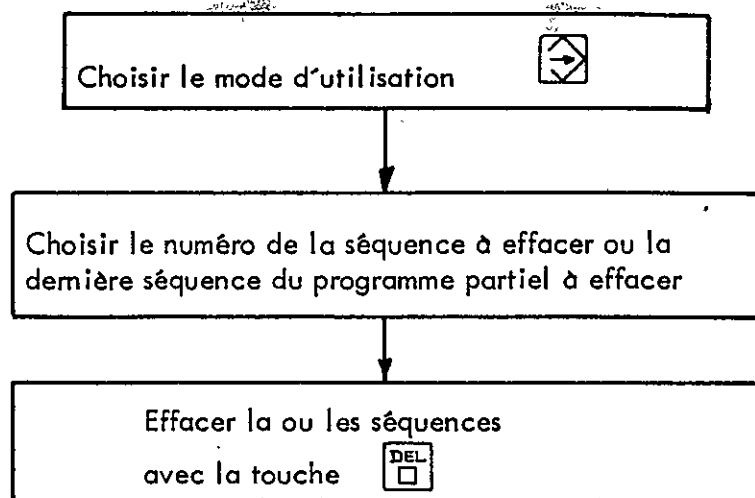 Choisir le mode d'utilisation
Choisir le numéro de la séquence à effacer ou la
dernière séquence du programme partiel à effacer
Effacer la ou les séquences
avec la touche DEL